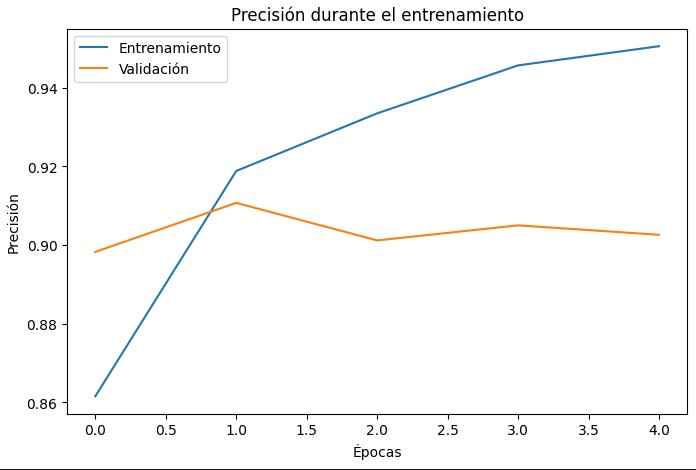 Precisión durante el entrenamiento
Entrenamiento
Validación
Precisión
0.94
0.92
0.90
0.88
0.86
0.0 0.5 1.0 1.5 2.0 2.5 3.0 3.5 4.0
Épocas